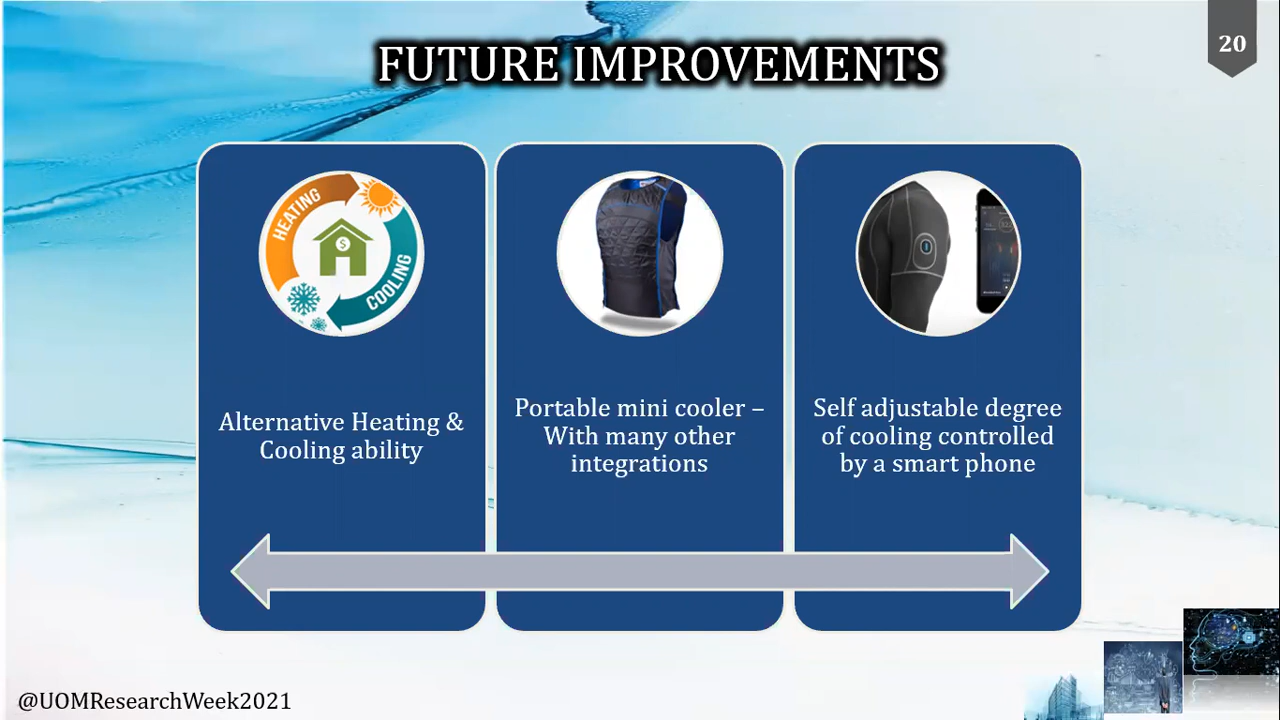 20
FUTURE IMPROVEMENTS
HEATING
COOLING
$
Alternative Heating &
Cooling ability
Portable mini cooler –
With many other
integrations
Self adjustable degree
of cooling controlled
by a smart phone
@UOMResearchWeek2021